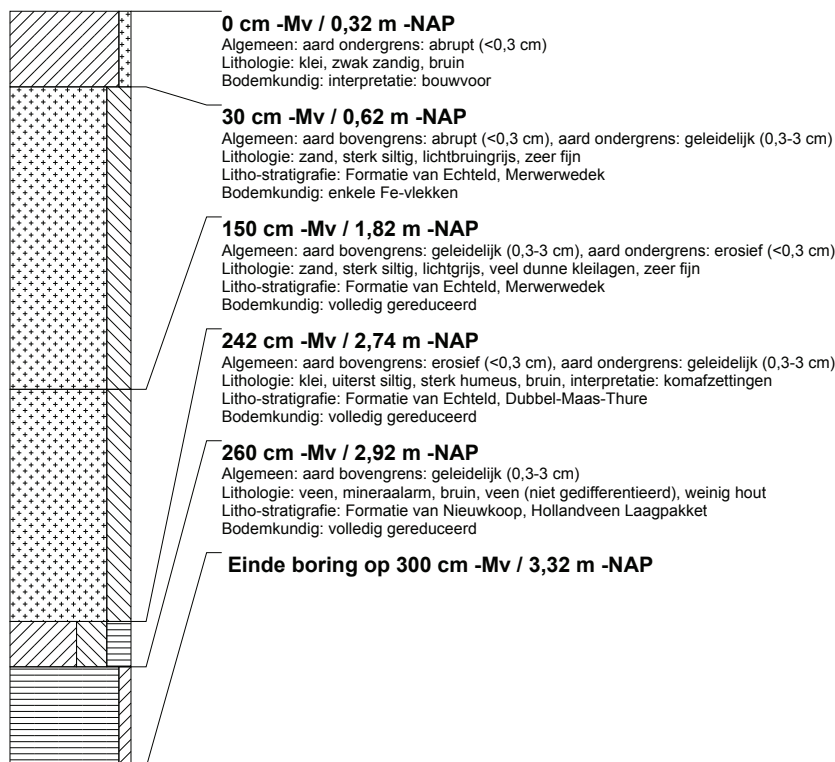 0 cm -Mv / 0,32 m -NAP
Algemeen: aard ondergrens: abrupt (<0,3 cm)
Lithologie: klei, zwak zandig, bruin
Bodemkundig: interpretatie: bouwvoor
30 cm -Mv / 0,62 m -NAP
Algemeen: aard bovengrens: abrupt (<0,3 cm), aard ondergrens: geleidelijk (0,3-3 cm)
Lithologie: zand, sterk siltig, lichtbruingrijs, zeer fijn
Litho-stratigrafie: Formatie van Echteld, Merwerwedek
Bodemkundig: enkele Fe-vlekken
150 cm -Mv / 1,82 m -NAP
Algemeen: aard bovengrens: geleidelijk (0,3-3 cm), aard ondergrens: erosief (<0,3 cm)
Lithologie: zand, sterk siltig, lichtgrijs, veel dunne kleilagen, zeer fijn
Litho-stratigrafie: Formatie van Echteld, Merwerwedek
Bodemkundig: volledig gereduceerd
242 cm -Mv / 2,74 m -NAP
Algemeen: aard bovengrens: erosief (<0,3 cm), aard ondergrens: geleidelijk (0,3-3 cm)
Lithologie: klei, uiterst siltig, sterk humeus, bruin, interpretatie: komafzettingen
Litho-stratigrafie: Formatie van Echteld, Dubbel-Maas-Thure
Bodemkundig: volledig gereduceerd
260 cm -Mv / 2,92 m -NAP
Algemeen: aard bovengrens: geleidelijk (0,3-3 cm)
Lithologie: veen, mineraalarm, bruin, veen (niet gedifferentieerd), weinig hout
Litho-stratigrafie: Formatie van Nieuwkoop, Hollandveen Laagpakket
Bodemkundig: volledig gereduceerd
Einde boring op 300 cm -Mv / 3,32 m -NAP